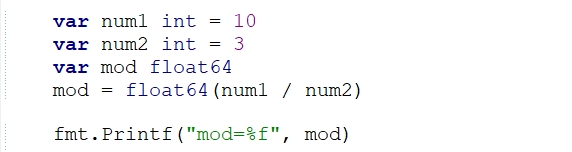 var num1 int = 10
var num2 int = 3
var mod float64
mod = float64(num1 / num2)
fmt.Printf("mod=%f", mod)